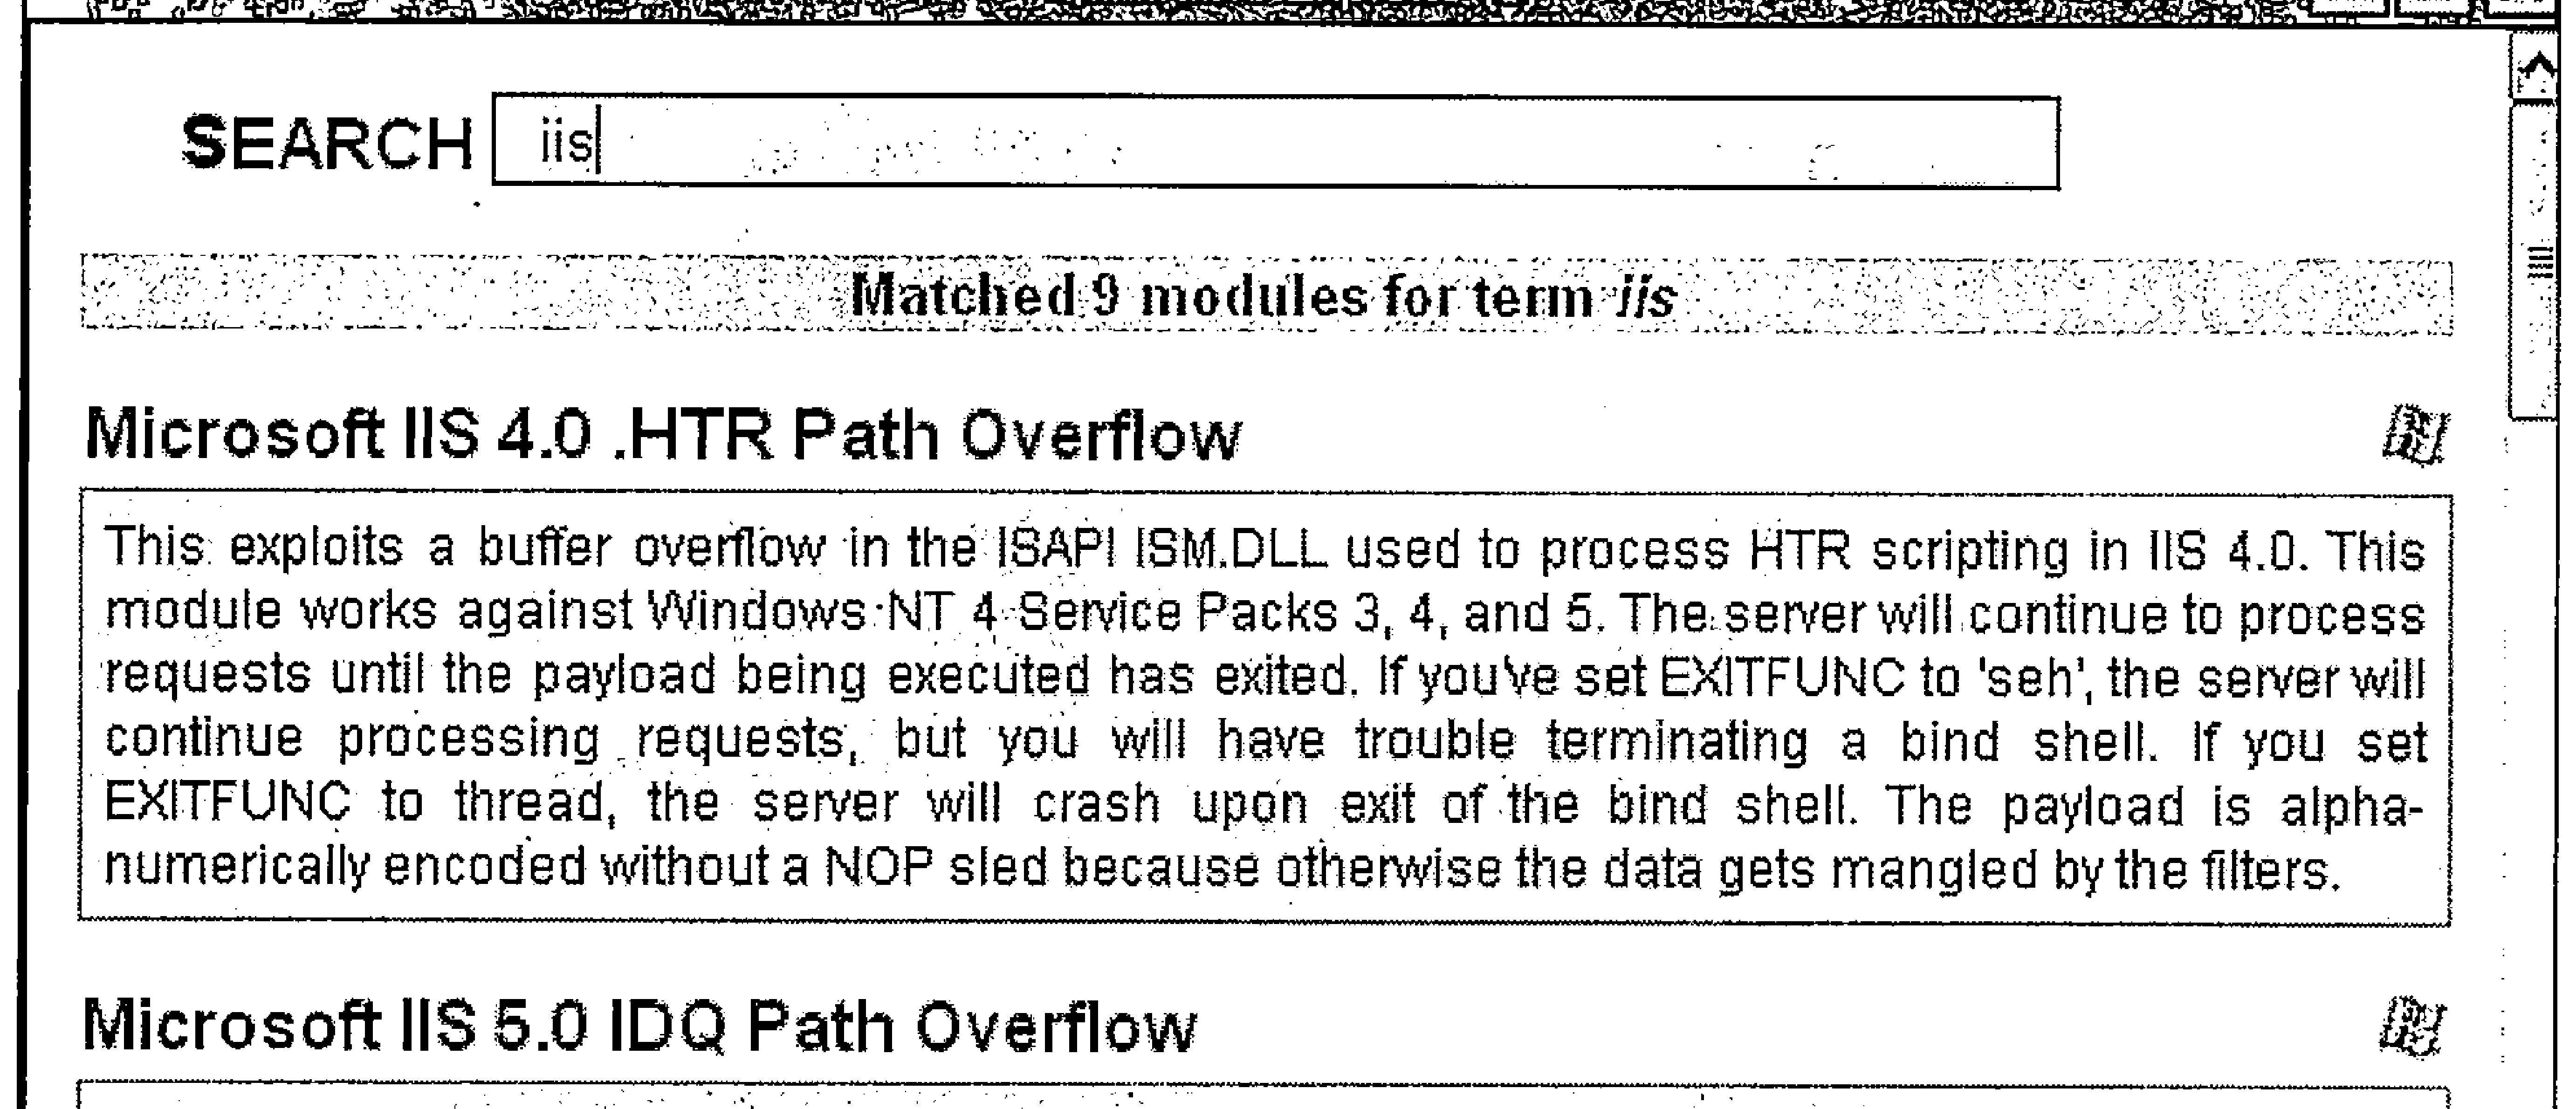 SEARCH iis
Matched 9 modules for term iis
Microsoft IIS 4.0 .HTR Path Overflow
This exploits a buffer overflow in the ISAPI ISM.DLL used to process HTR scripting in IIS 4.0. This
module works against Windows NT 4 Service Packs 3, 4, and 5. The server will continue to process
requests until the payload being executed has exited. If you've set EXITFUNC to 'seh', the server will
continue processing requests, but you will have trouble terminating a bind shell. If you set
EXITFUNC to thread, the server will crash upon exit of the bind shell. The payload is alpha-
numerically encoded without a NOP sled because otherwise the data gets mangled by the filters.
Microsoft IIS 5.0 IDQ Path Overflow